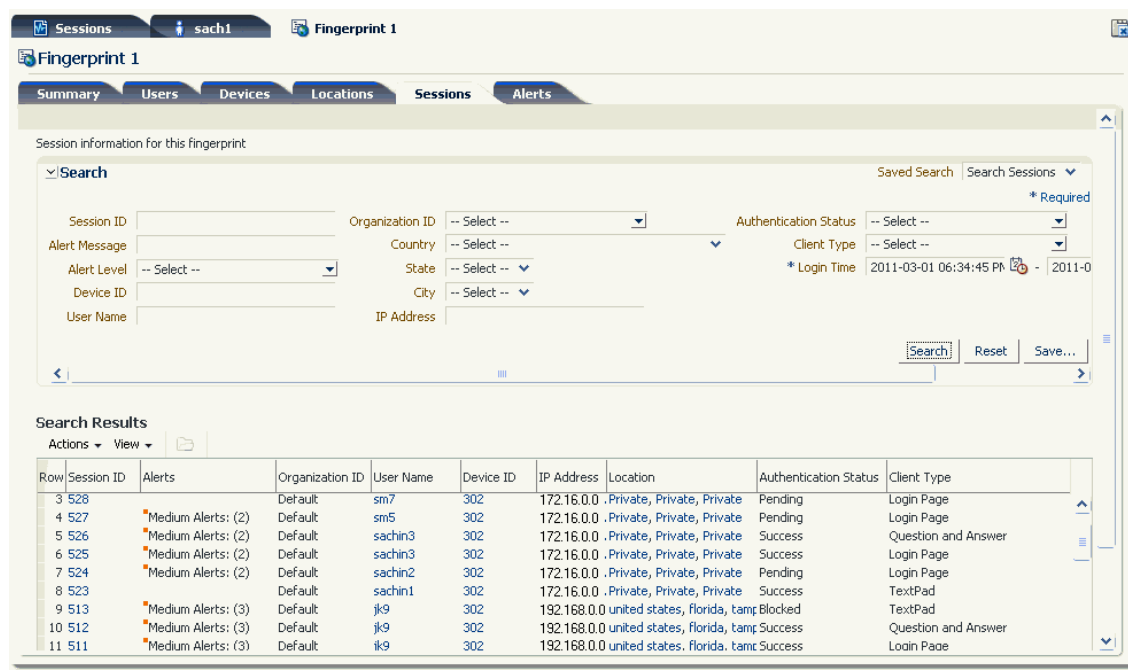 Sessions sach1 Fingerprint 1
Fingerprint 1
Summary Users Devices Locations Sessions Alerts
Session information for this fingerprint
Search Saved Search Search Sessions
* Required
Session ID Organization ID -- Select -- Authentication Status -- Select --
Alert Message Country -- Select -- Client Type -- Select --
Alert Level -- Select -- State -- Select -- * Login Time 2011-03-01 06:34:45 PM - 2011-0
Device ID City -- Select --
User Name IP Address
Search Reset Save...
Search Results
Actions View
Row Session ID Alerts Organization ID User Name Device ID IP Address Location Authentication Status Client Type
3 528 Default sm7 302 172.16.0.0 . Private, Private, Private Pending Login Page
4 527 Medium Alerts: (2) Default sm5 302 172.16.0.0 . Private, Private, Private Pending Login Page
5 526 Medium Alerts: (2) Default sachin3 302 172.16.0.0 . Private, Private, Private Success Question and Answer
6 525 Medium Alerts: (2) Default sachin3 302 172.16.0.0 . Private, Private, Private Success Login Page
7 524 Medium Alerts: (2) Default sachin2 302 172.16.0.0 . Private, Private, Private Pending Login Page
8 523 Default sachin1 302 172.16.0.0 . Private, Private, Private Success TextPad
9 513 Medium Alerts: (3) Default jk9 302 192.168.0.0 united states, florida, tamp Blocked TextPad
10 512 Medium Alerts: (3) Default jk9 302 192.168.0.0 united states, florida, tamp Success Question and Answer
11 511 Medium Alerts: (3) Default jk9 302 192.168.0.0 united states, florida, tamp Success Login Page